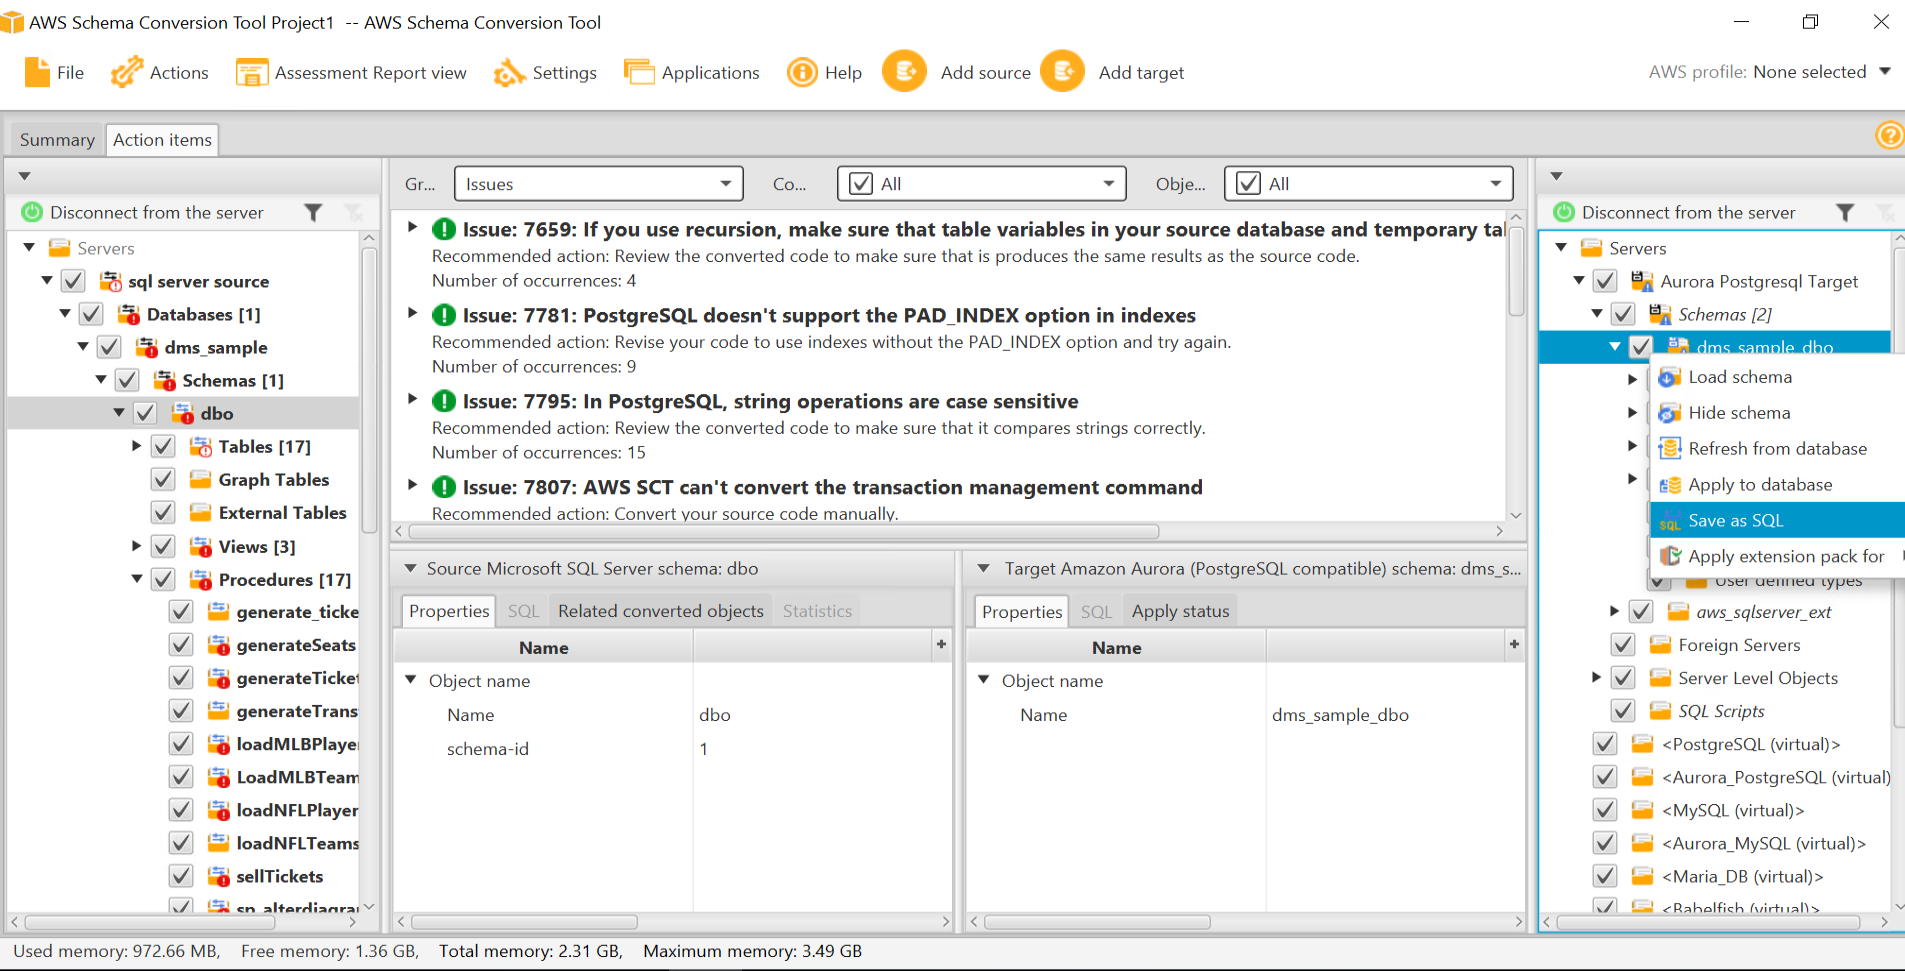 AWS Schema Conversion Tool Project1 -- AWS Schema Conversion Tool
File
Actions
Assessment Report view
Settings
Applications
Help
Add source
Add target
AWS profile: None selected
Summary
Action items
Disconnect from the server
Servers
sql server source
Databases [1]
dms_sample
Schemas [1]
dbo
Tables [17]
Graph Tables
External Tables
Views [3]
Procedures [17]
generate_ticke
generateSeats
generateTicket
generateTrans
loadMLBPlaye
LoadMLBTeam
loadNFLPlayer
loadNFLTeams
sellTickets
sp_alterdiagra
Gr...
Issues
Co...
All
Obje...
All
Issue: 7659: If you use recursion, make sure that table variables in your source database and temporary ta
Recommended action: Review the converted code to make sure that is produces the same results as the source code.
Number of occurrences: 4
Issue: 7781: PostgreSQL doesn't support the PAD_INDEX option in indexes
Recommended action: Revise your code to use indexes without the PAD_INDEX option and try again.
Number of occurrences: 9
Issue: 7795: In PostgreSQL, string operations are case sensitive
Recommended action: Review the converted code to make sure that it compares strings correctly.
Number of occurrences: 15
Issue: 7807: AWS SCT can't convert the transaction management command
Recommended action: Convert your source code manually.
Source Microsoft SQL Server schema: dbo
Properties
SQL
Related converted objects
Statistics
Name
+
Object name
Name
dbo
schema-id
1
Target Amazon Aurora (PostgreSQL compatible) schema: dms_s...
Properties
SQL
Apply status
Name
+
Object name
Name
dms_sample_dbo
?
Disconnect from the server
Servers
Aurora Postgresql Target
Schemas [2]
dms_sample_dbo
Load schema
Hide schema
Refresh from database
Apply to database
SQL Save as SQL
Apply extension pack for
User defined types
aws_sqlserver_ext
Foreign Servers
Server Level Objects
SQL Scripts
<PostgreSQL (virtual)>
<Aurora_PostgreSQL (virtual)
<MySQL (virtual)>
<Aurora_MySQL (virtual)>
<Maria_DB (virtual)>
<Babelfish (virtual)>
Used memory: 972.66 MB, Free memory: 1.36 GB, Total memory: 2.31 GB, Maximum memory: 3.49 GB